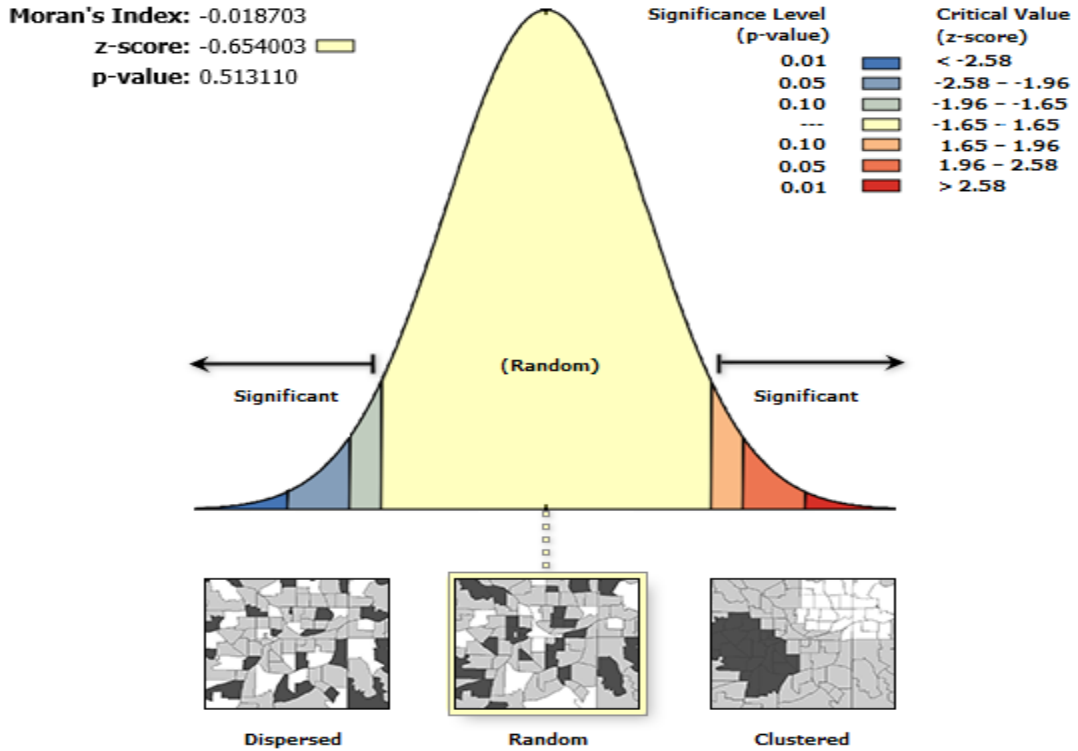 Moran's Index: -0.018703
z-score: -0.654003
p-value: 0.513110
Significance Level
(p-value)
Critical Value
(z-score)
0.01 < -2.58
0.05 -2.58 – -1.96
0.10 -1.96 – -1.65
--- -1.65 - 1.65
0.10 1.65 – 1.96
0.05 1.96 – 2.58
0.01 > 2.58
(Random)
Significant
Significant
Dispersed
Random
Clustered